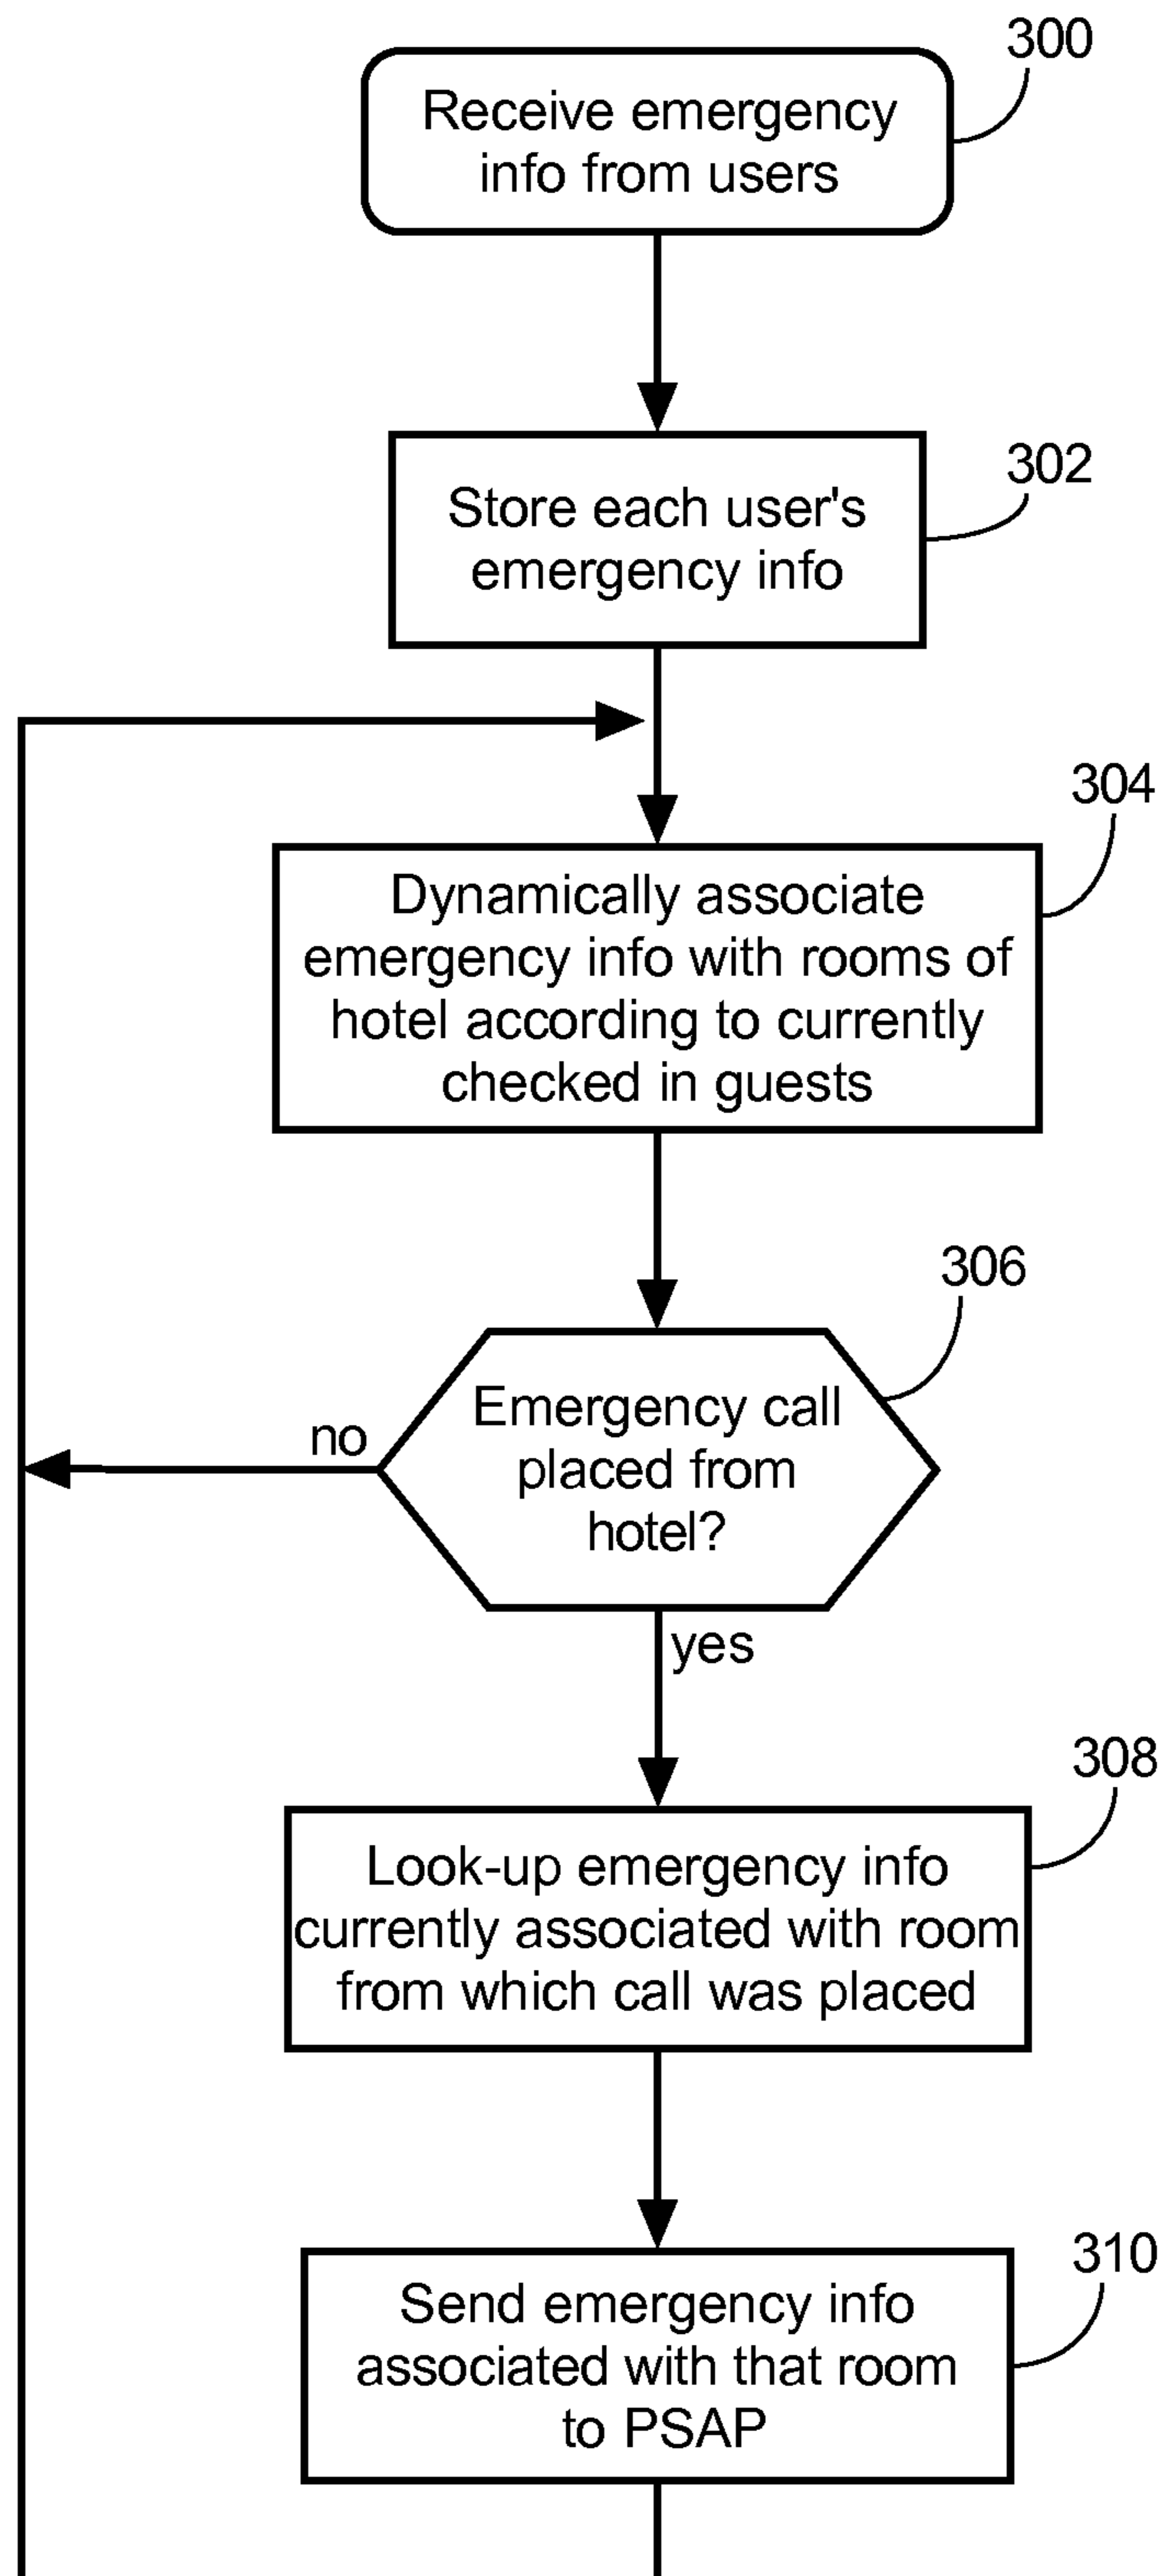 300
Receive emergency
info from users
302
Store each user's
emergency info
304
Dynamically associate
emergency info with rooms of
hotel according to currently
checked in guests
306
Emergency call
placed from
hotel?
no
yes
308
Look-up emergency info
currently associated with room
from which call was placed
310
Send emergency info
associated with that room
to PSAP